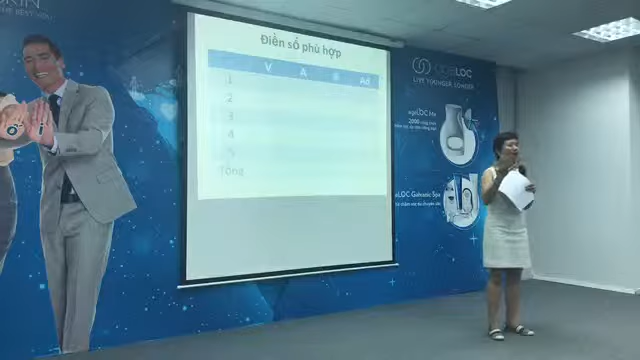 SKIN
Điền số phù hợp
V A R Ad
1
2
3
4
5
Tổng
ageLOC
LIVE YOUNGER, LONGER
ageLOC Me
ageLOC Galvanic Spa